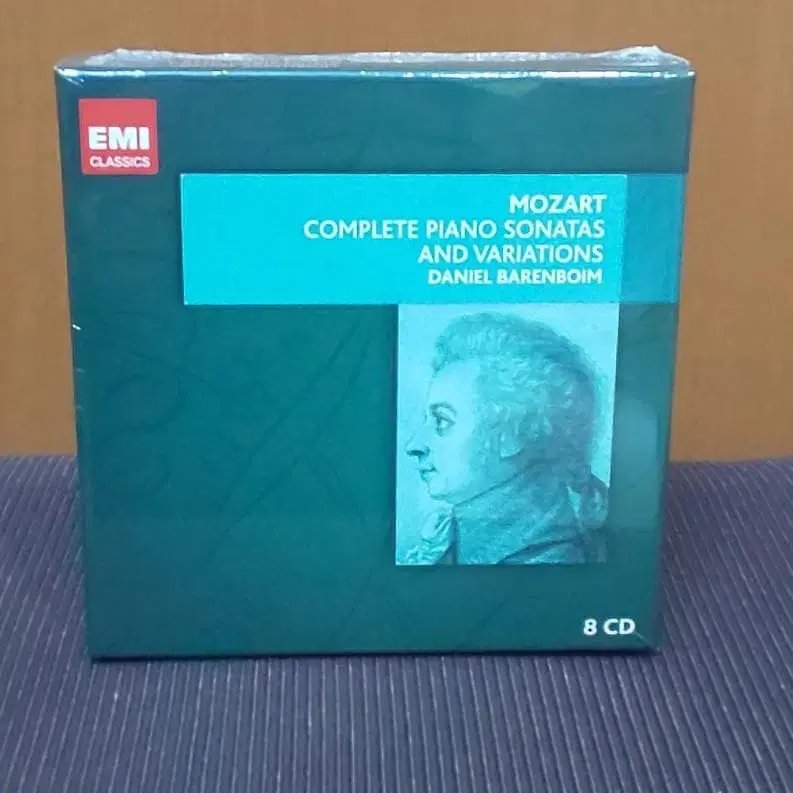 EMI
CLASSICS
MOZART
COMPLETE PIANO SONATAS
AND VARIATIONS
DANIEL BARENBOIM
8 CD